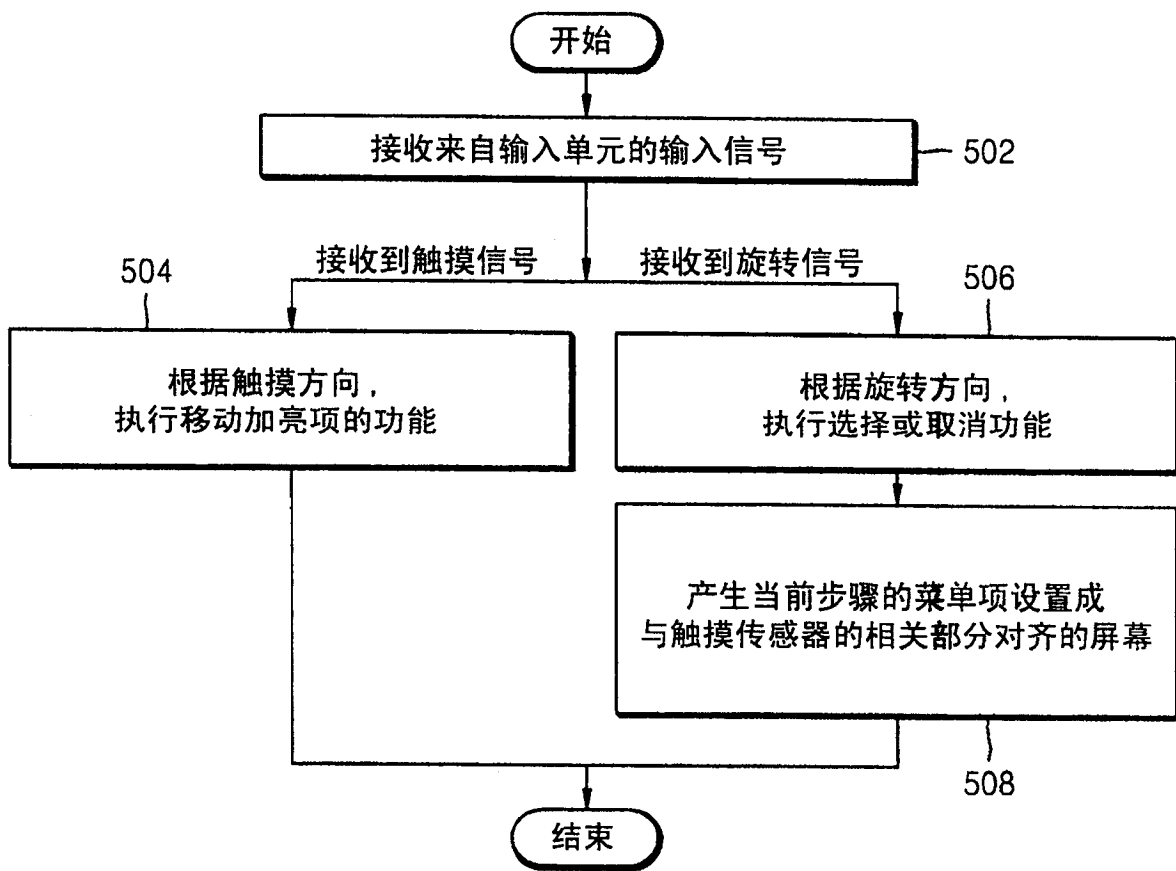 开始
接收来自输入单元的输入信号
502
接收到触摸信号
接收到旋转信号
504
506
根据触摸方向,
执行移动加亮项的功能
根据旋转方向,
执行选择或取消功能
产生当前步骤的菜单项设置成
与触摸传感器的相关部分对齐的屏幕
508
结束